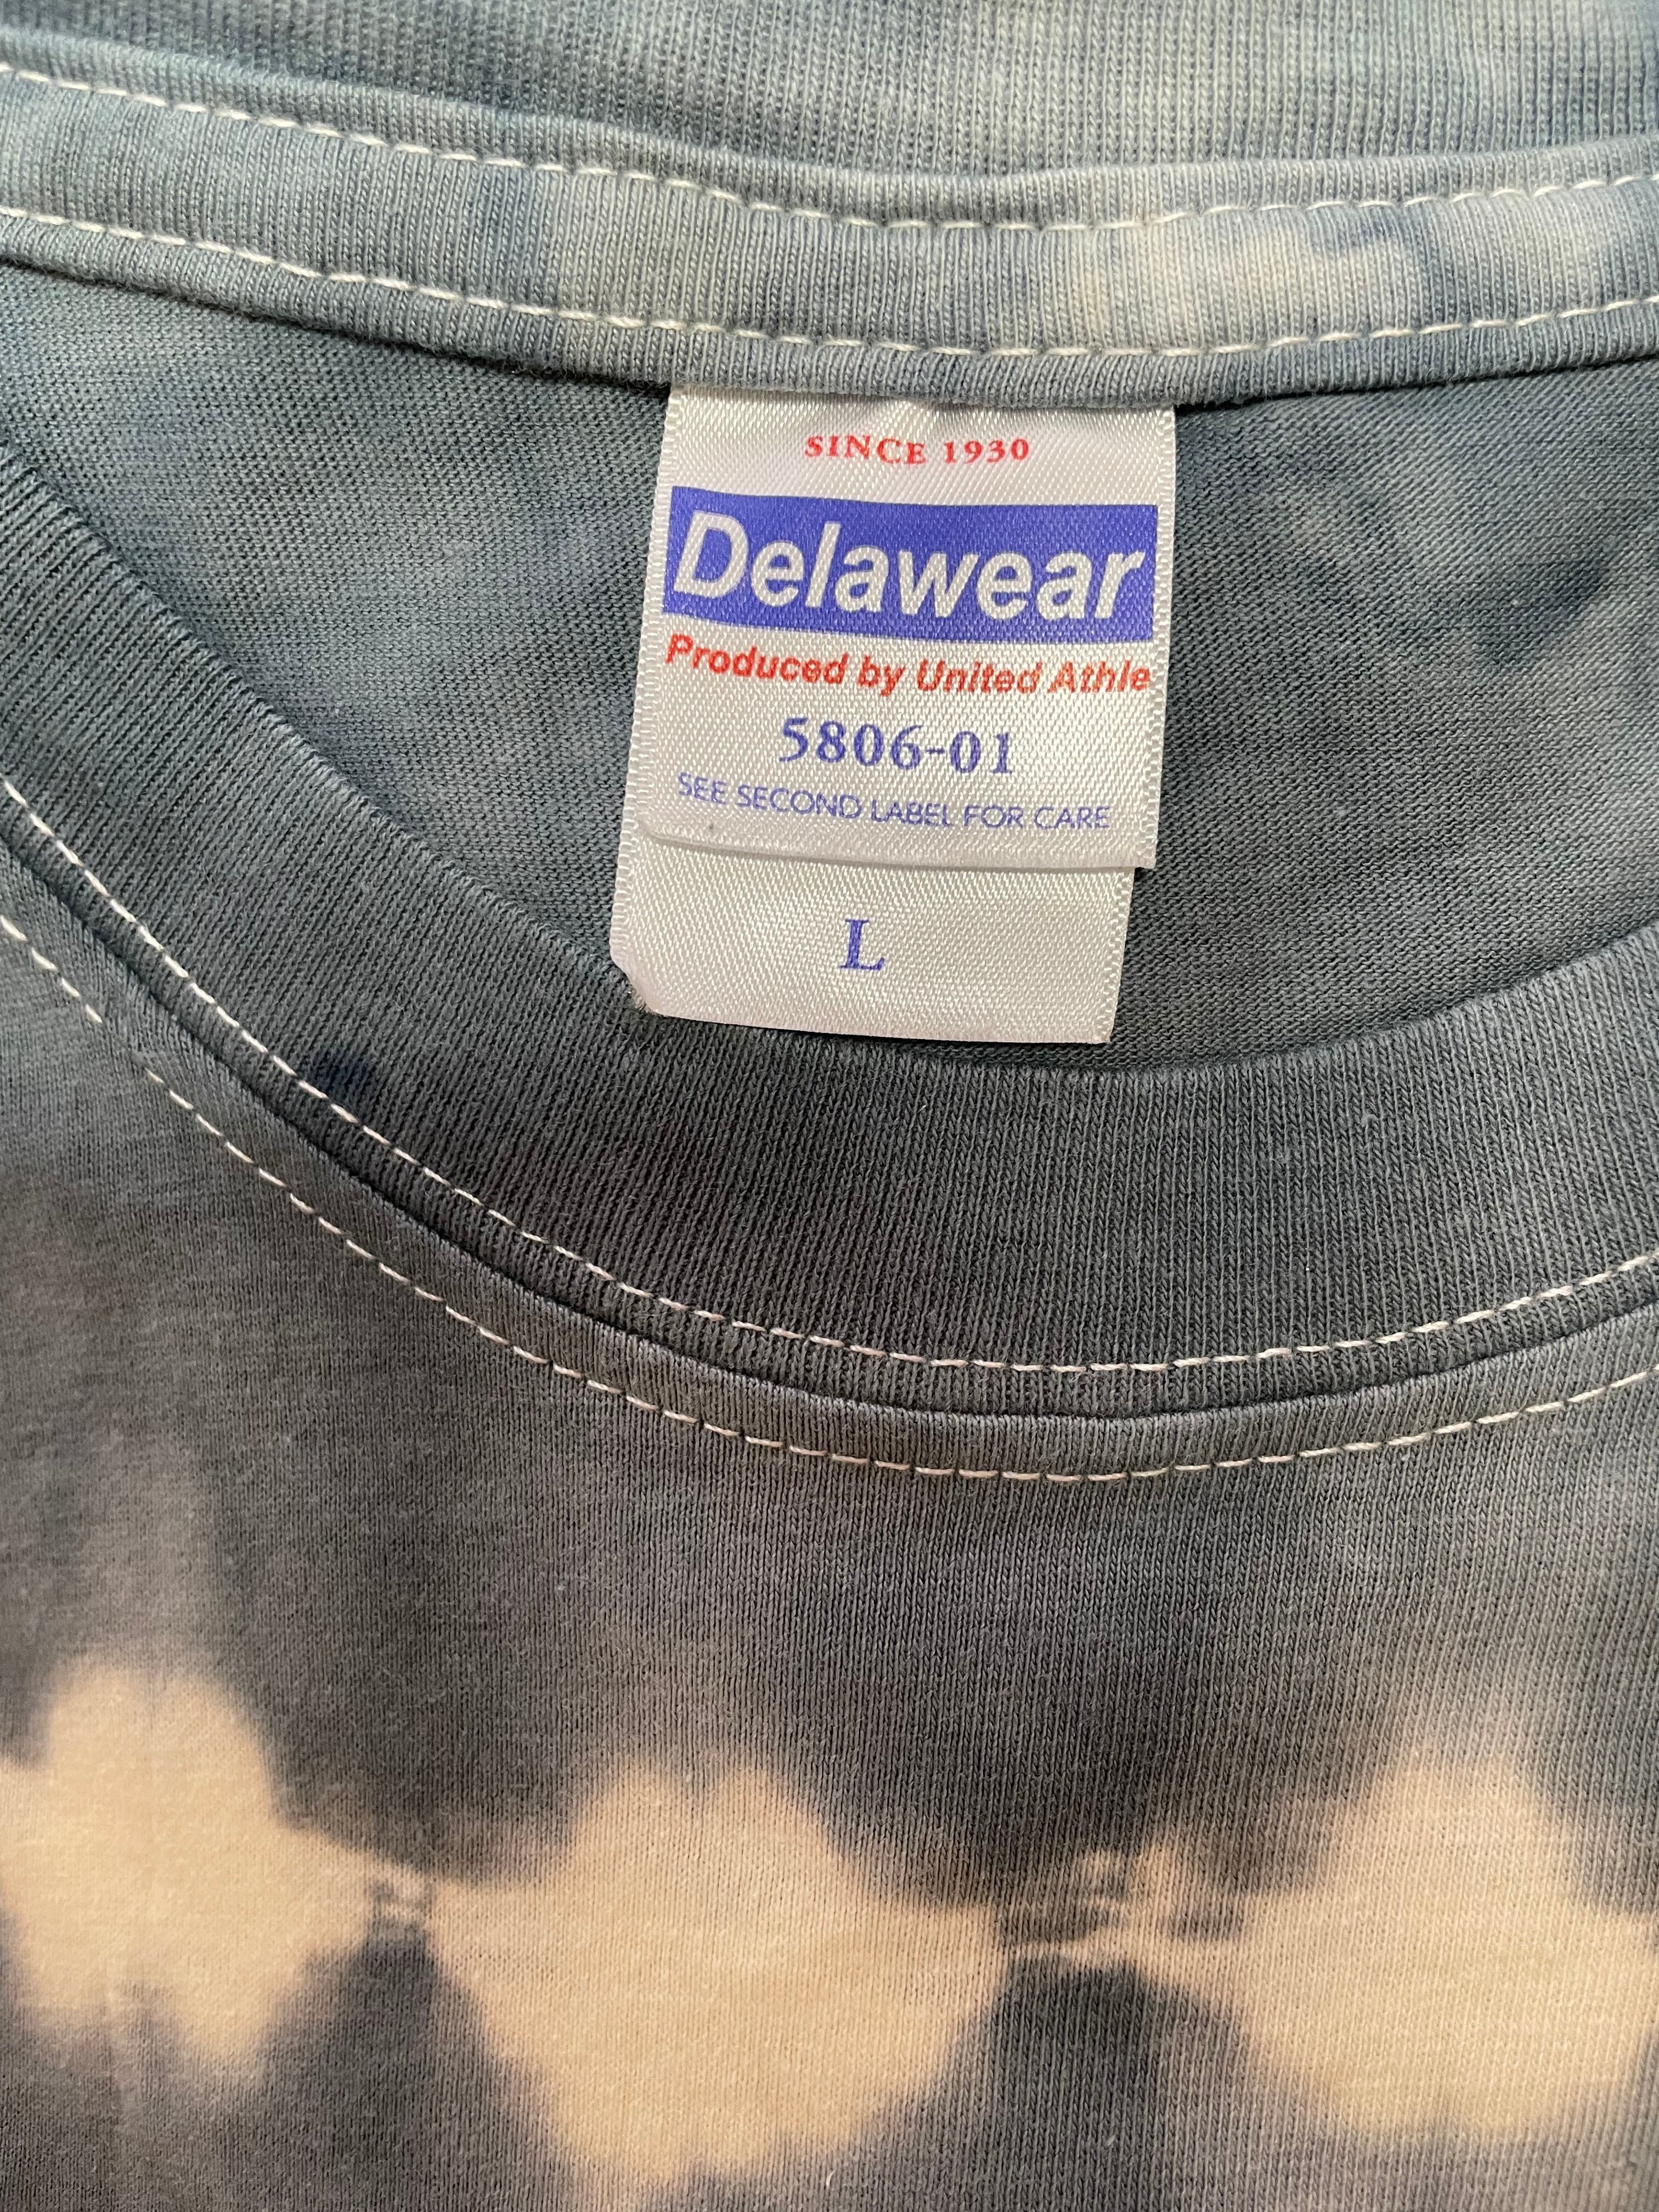 SINCE 1930
Delawear
Produced by United Athle
5806-01
SEE SECOND LABEL FOR CARE
L